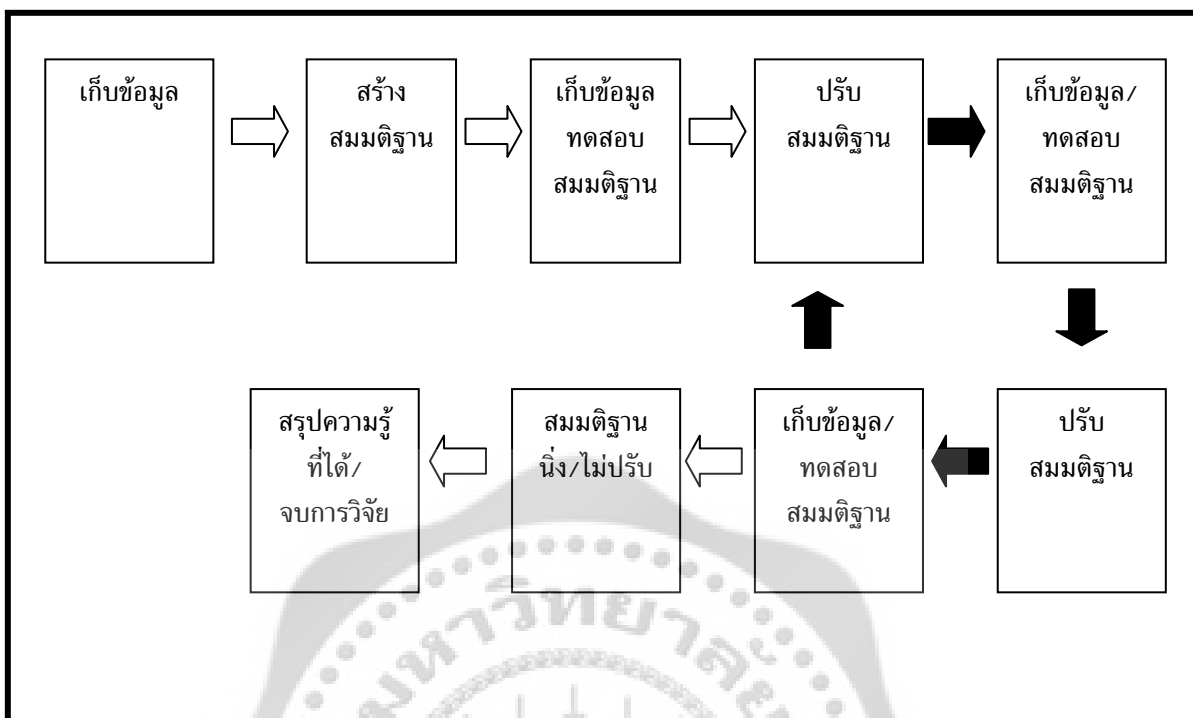 เก็บข้อมูล
สร้าง
สมมติฐาน
เก็บข้อมูล
ทดสอบ
สมมติฐาน
ปรับ
สมมติฐาน
เก็บข้อมูล/
ทดสอบ
สมมติฐาน
สรุปความรู้
ที่ได้/
จบการวิจัย
สมมติฐาน
นิ่ง/ไม่ปรับ
เก็บข้อมูล/
ทดสอบ
สมมติฐาน
ปรับ
สมมติฐาน